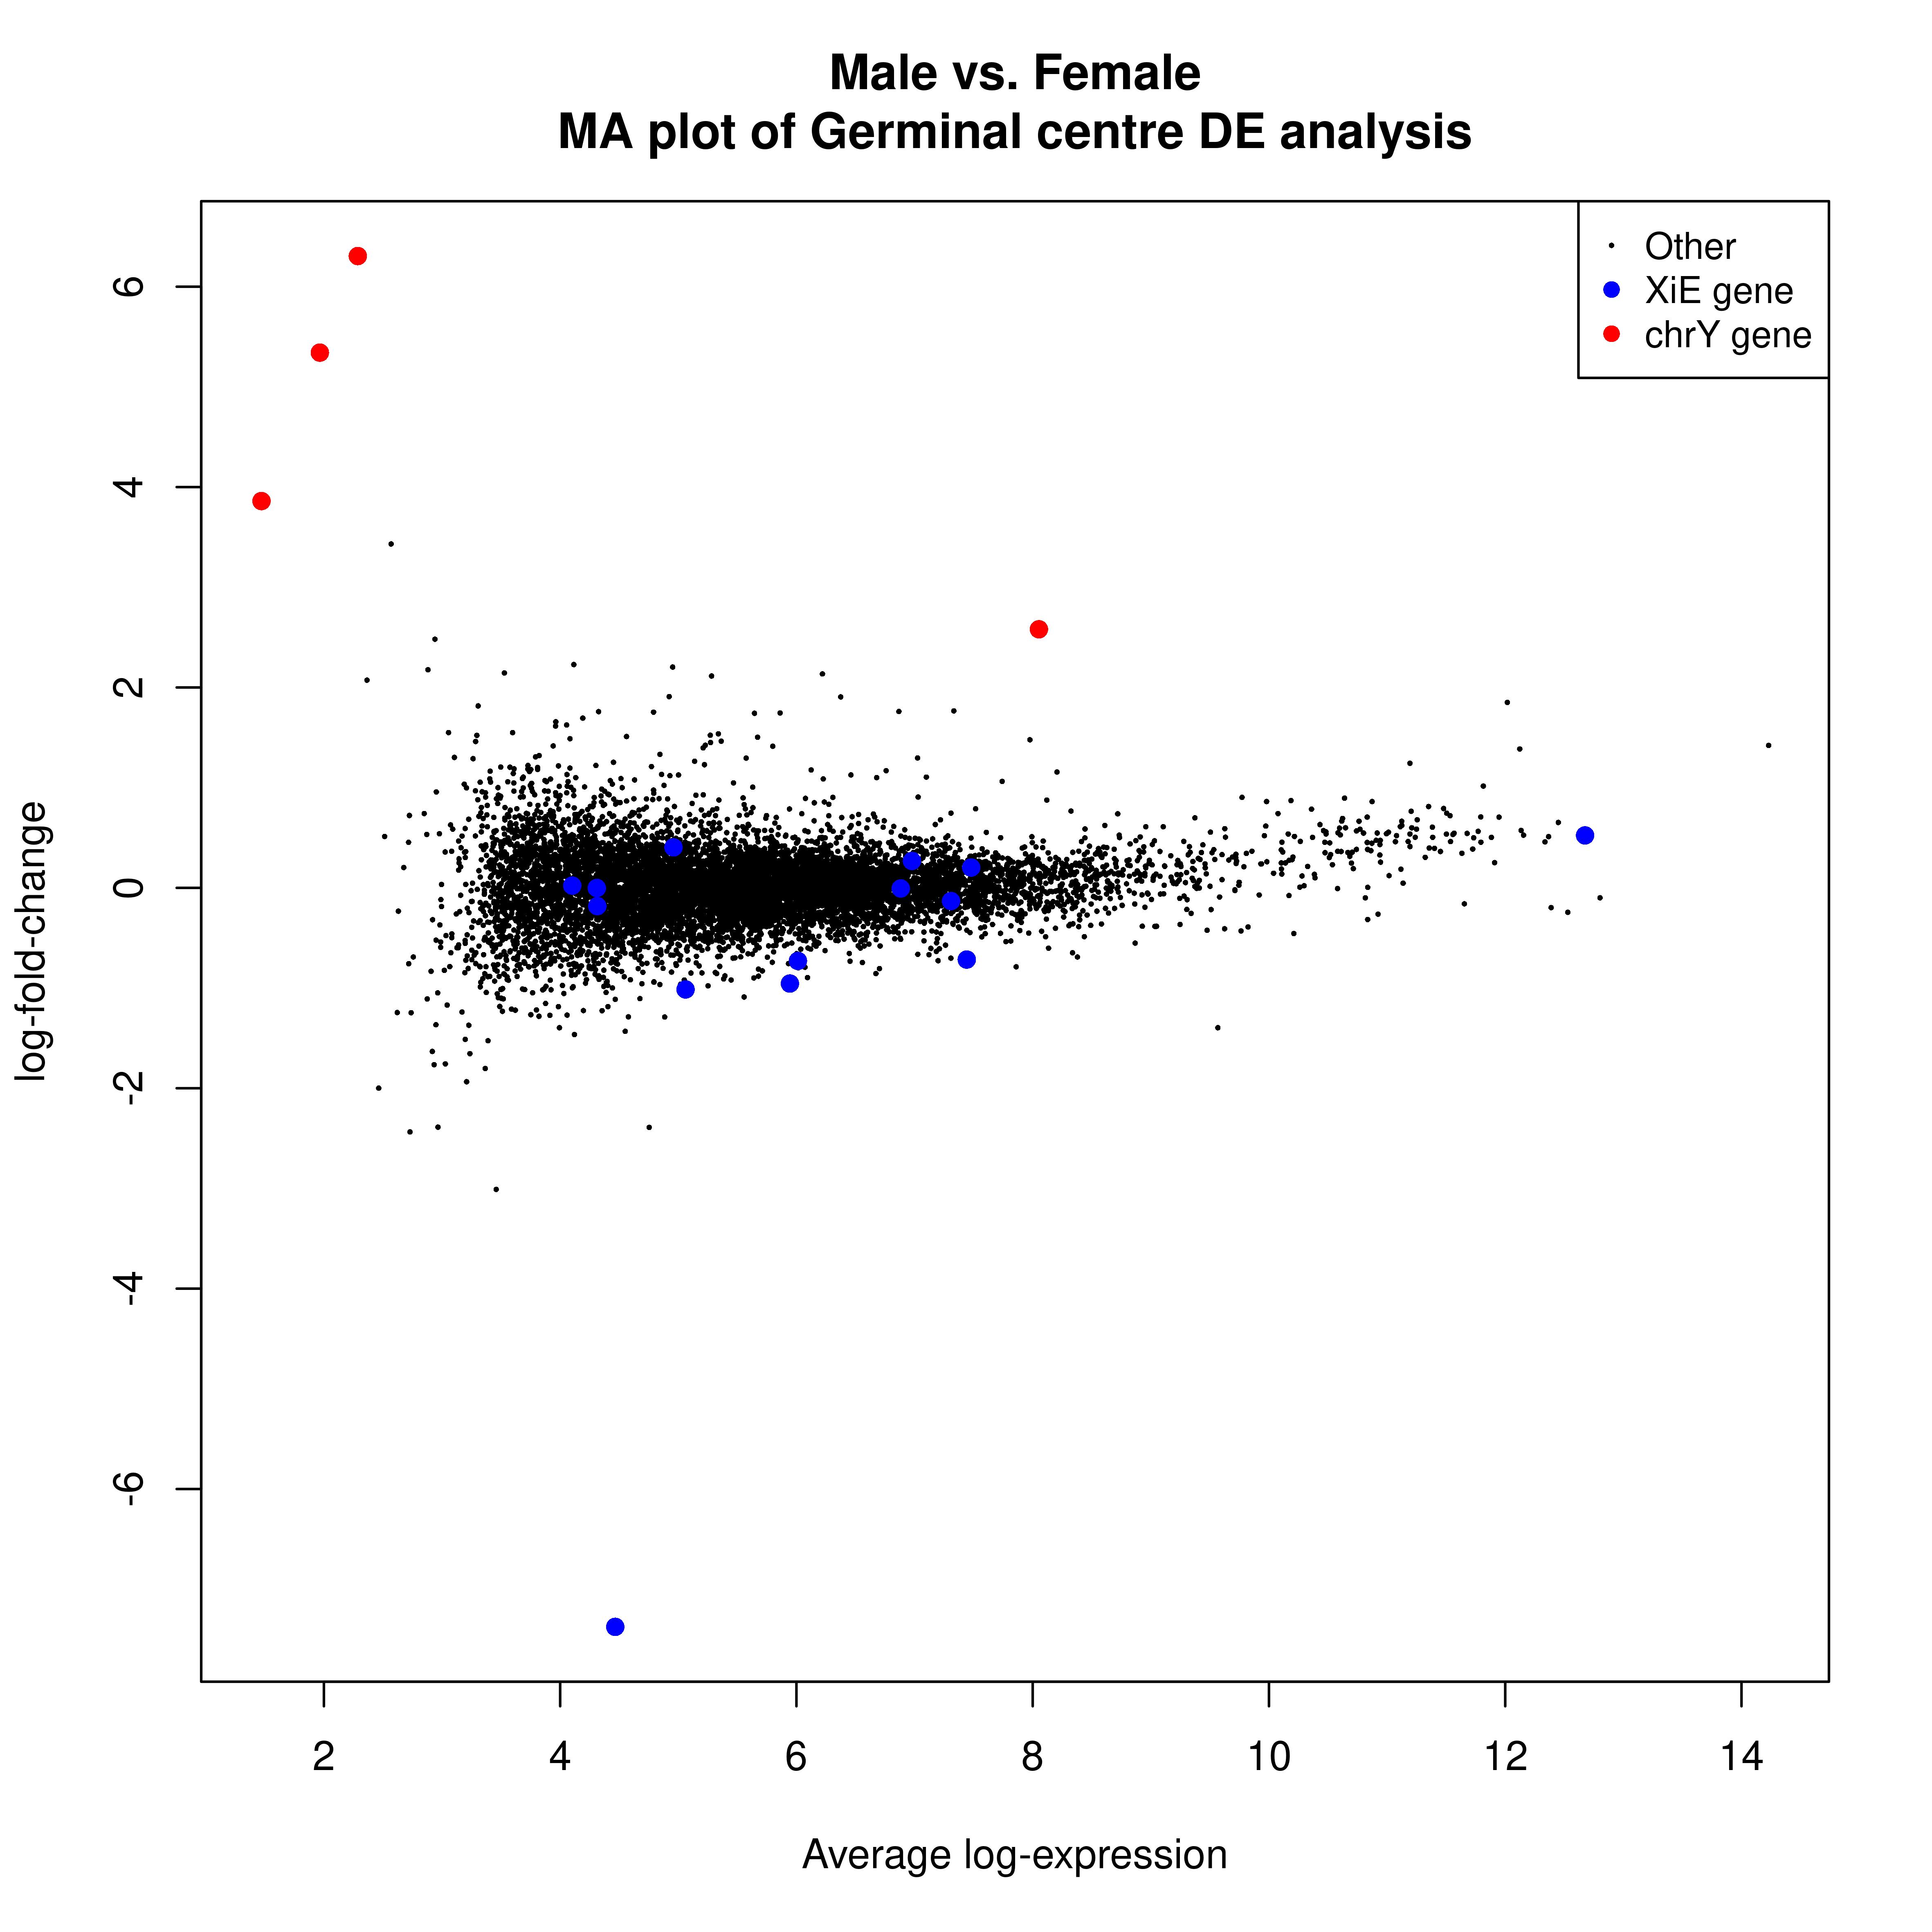 Male vs. Female
MA plot of Germinal centre DE analysis
Other
XiE gene
chrY gene
6
4
2
0
-2
-4
-6
log-fold-change
2 4 6 8 10 12 14
Average log-expression